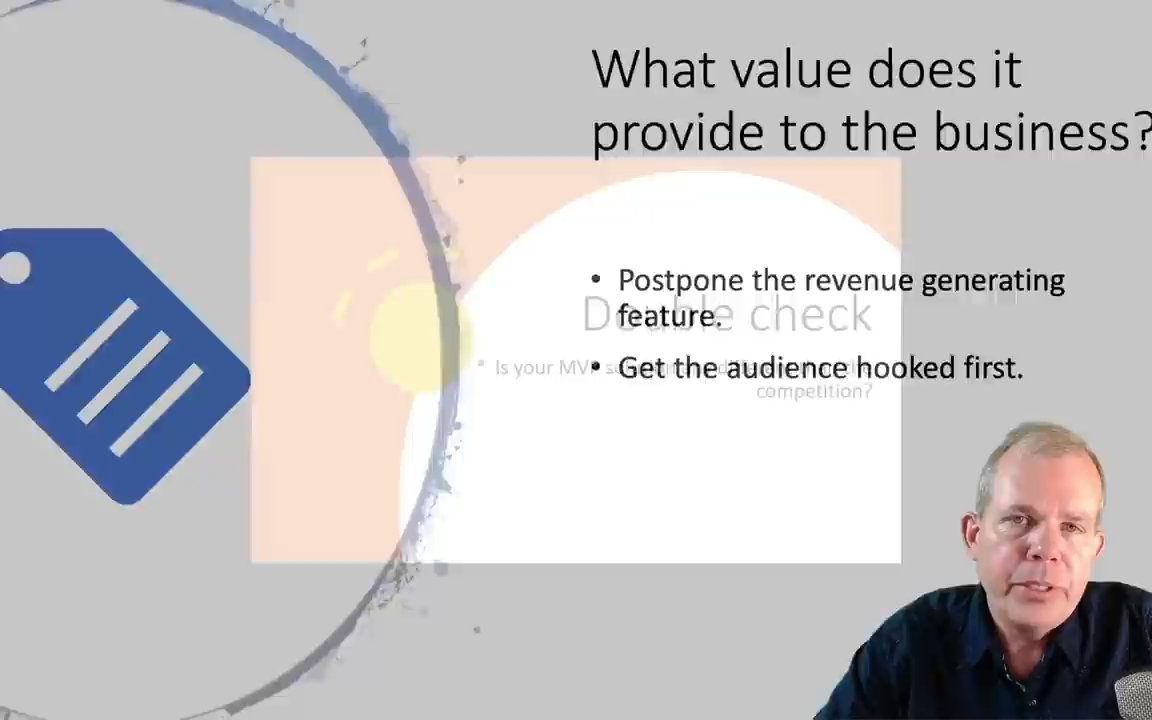 What value does it
provide to the business?
• Postpone the revenue generating
feature.
• Get the audience hooked first.
Double check
* Is your MVP
competition?